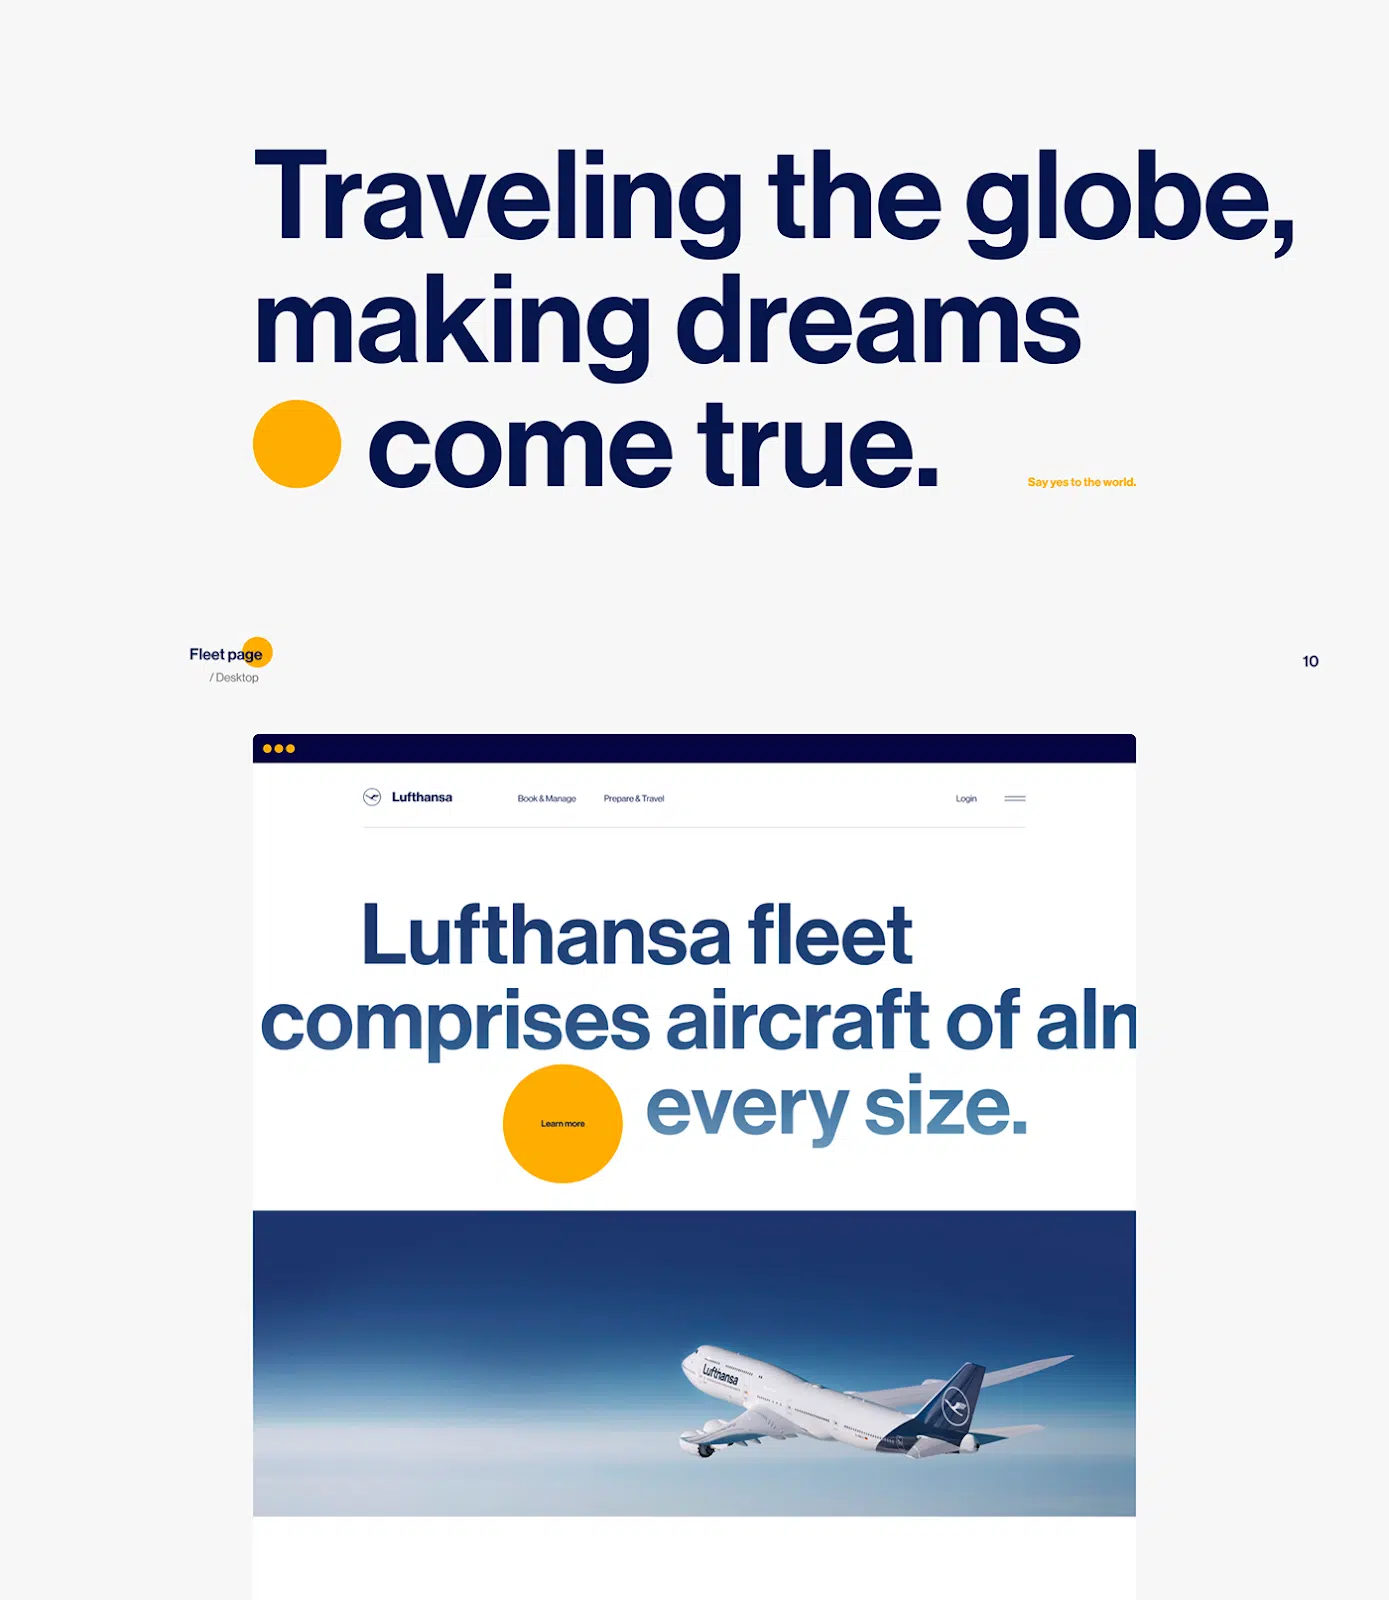 Traveling the globe,
making dreams
come true.
Say yes to the world.
Fleet page
/ Desktop
10
Lufthansa
Book & Manage
Prepare & Travel
Login
Lufthansa fleet
comprises aircraft of alm
every size.
Learn more
Lufthansa